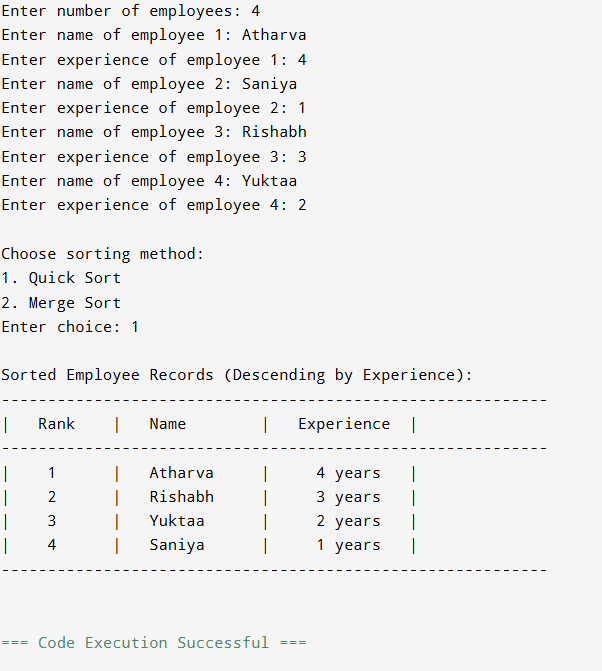 Enter number of employees: 4
Enter name of employee 1: Atharva
Enter experience of employee 1: 4
Enter name of employee 2: Saniya
Enter experience of employee 2: 1
Enter name of employee 3: Rishabh
Enter experience of employee 3: 3
Enter name of employee 4: Yuktaa
Enter experience of employee 4: 2

Choose sorting method:
1. Quick Sort
2. Merge Sort
Enter choice: 1

Sorted Employee Records (Descending by Experience):
-----------------------------------------------------------
|   Rank    |   Name        |   Experience  |
-----------------------------------------------------------
|    1      |   Atharva     |     4 years   |
|    2      |   Rishabh     |     3 years   |
|    3      |   Yuktaa      |     2 years   |
|    4      |   Saniya      |     1 years   |
-----------------------------------------------------------

=== Code Execution Successful ===